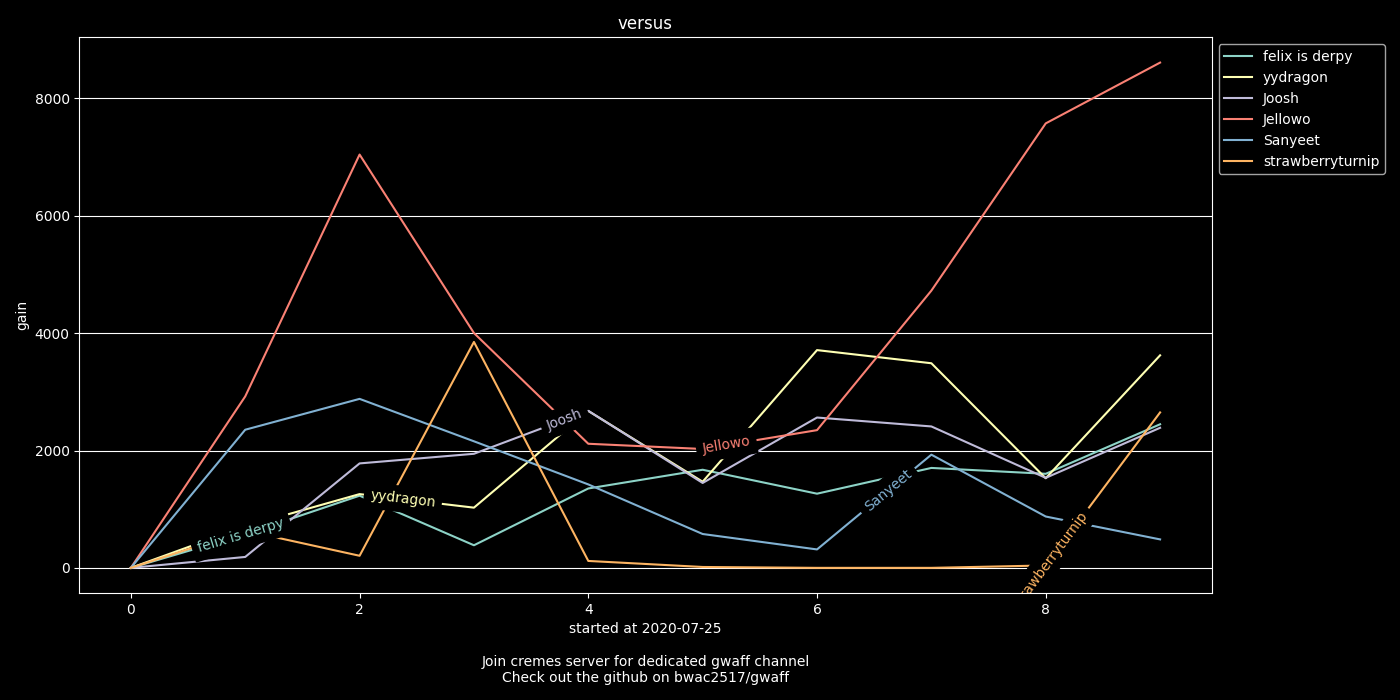 versus
felix is derpy
yydragon
Joosh
Jellowo
Sanyeet
strawberryturnip
8000
6000
4000
2000
0
gain
felix is derpy
yydragon
Joosh
Jellowo
Sanyeet
rawberryturnip
0 2 4 6 8
started at 2020-07-25
Join cremes server for dedicated gwaff channel
Check out the github on bwac2517/gwaff